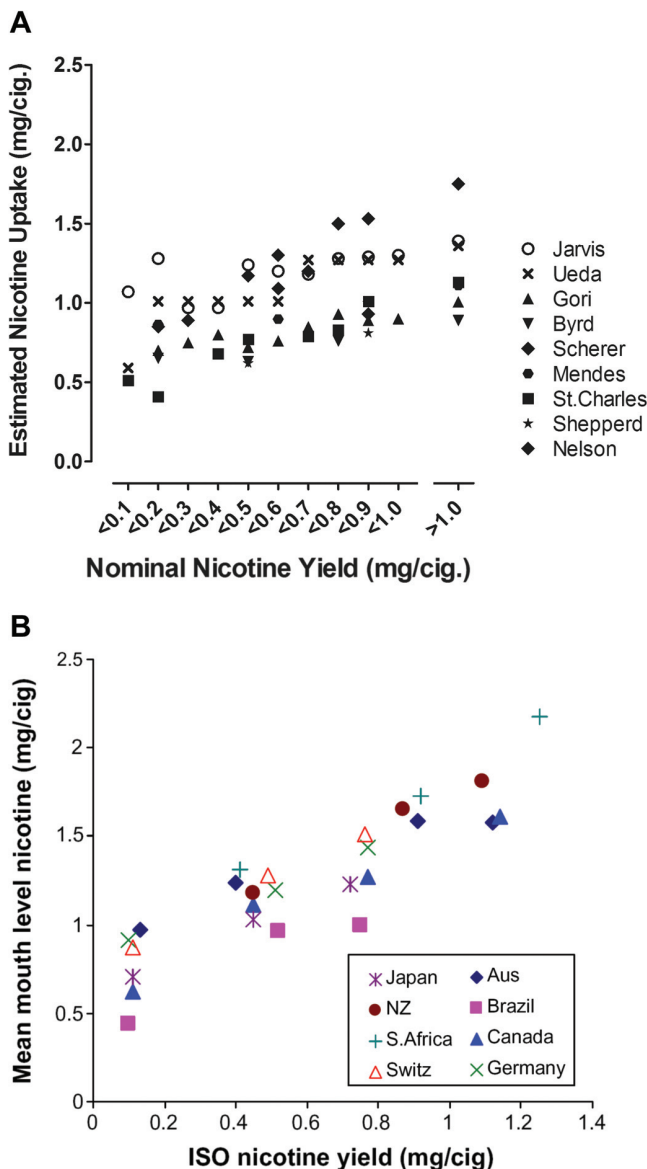 A
Estimated Nicotine Uptake (mg/cig.)
2.5
2.0
1.5
1.0
0.5
0.0
<0.1
<0.2
<0.3
<0.4
<0.5
<0.6
<0.7
<0.8
<0.9
<1.0
>1.0
Nominal Nicotine Yield (mg/cig.)
Jarvis
Ueda
Gori
Byrd
Scherer
Mendes
St.Charles
Shepperd
Nelson
B
Mean mouth level nicotine (mg/cig)
2.5
2
1.5
1
0.5
0
0
0.2
0.4
0.6
0.8
1
1.2
1.4
ISO nicotine yield (mg/cig)
Japan
Aus
NZ
Brazil
S.Africa
Canada
Switz
Germany